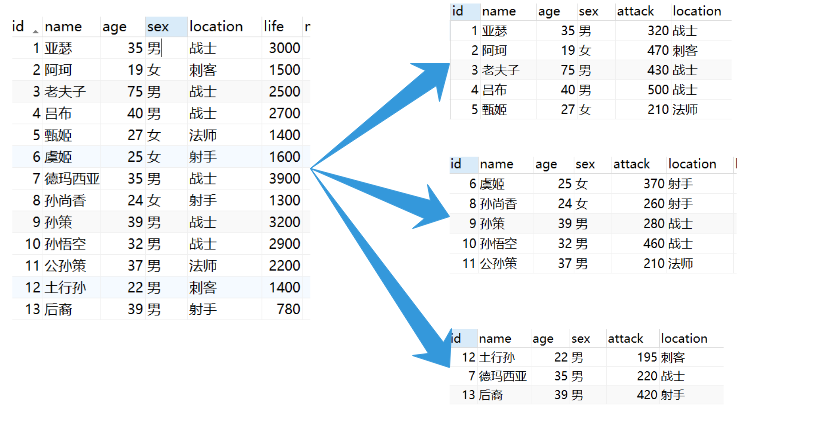 id name age sex location life
1 亚瑟 35 男 战士 3000
2 阿珂 19 女 刺客 1500
3 老夫子 75 男 战士 2500
4 吕布 40 男 战士 2700
5 甄姬 27 女 法师 1400
6 虞姬 25 女 射手 1600
7 德玛西亚 35 男 战士 3900
8 孙尚香 24 女 射手 1300
9 孙策 39 男 战士 3200
10 孙悟空 32 男 战士 2900
11 公孙策 37 男 法师 2200
12 土行孙 22 男 刺客 1400
13 后裔 39 男 射手 780
id name age sex attack location
1 亚瑟 35 男 320 战士
2 阿珂 19 女 470 刺客
3 老夫子 75 男 430 战士
4 吕布 40 男 500 战士
5 甄姬 27 女 210 法师
id name age sex attack location
6 虞姬 25 女 370 射手
8 孙尚香 24 女 260 射手
9 孙策 39 男 280 战士
10 孙悟空 32 男 460 战士
11 公孙策 37 男 210 法师
id name age sex attack location
12 土行孙 22 男 195 刺客
7 德玛西亚 35 男 220 战士
13 后裔 39 男 420 射手